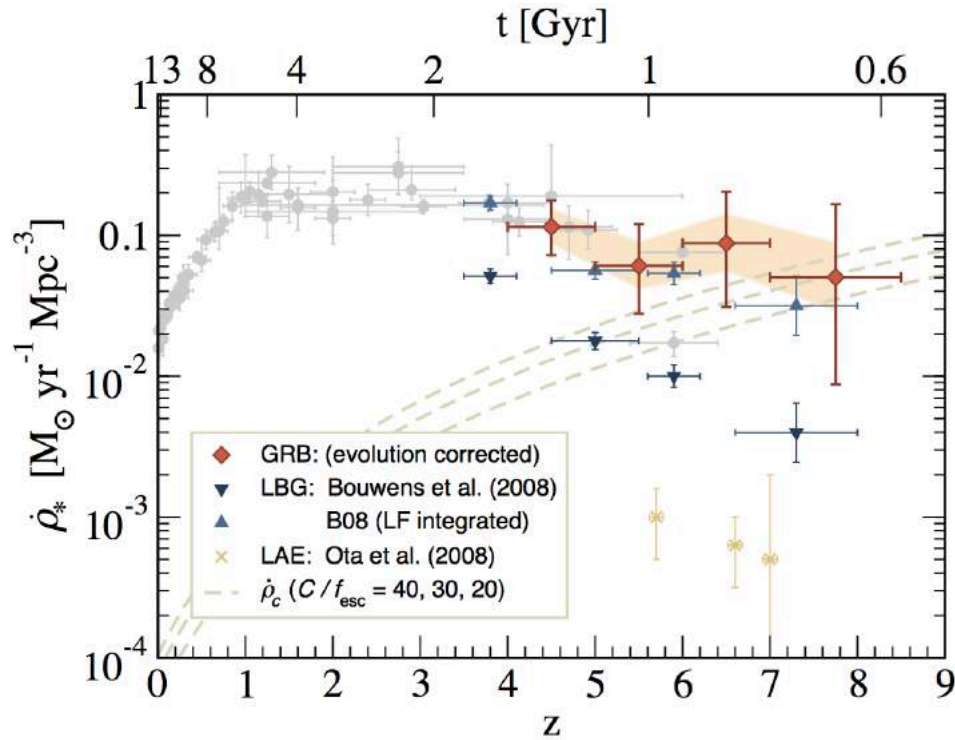 t [Gyr]
13 8 4 2 1 0.6
1
0.1
10⁻²
10⁻³
10⁻⁴
ρ̇* [M⊙ yr⁻¹ Mpc⁻³]
GRB: (evolution corrected)
LBG: Bouwens et al. (2008)
B08 (LF integrated)
LAE: Ota et al. (2008)
ρ̇c (C / fesc = 40, 30, 20)
0 1 2 3 4 5 6 7 8 9
z